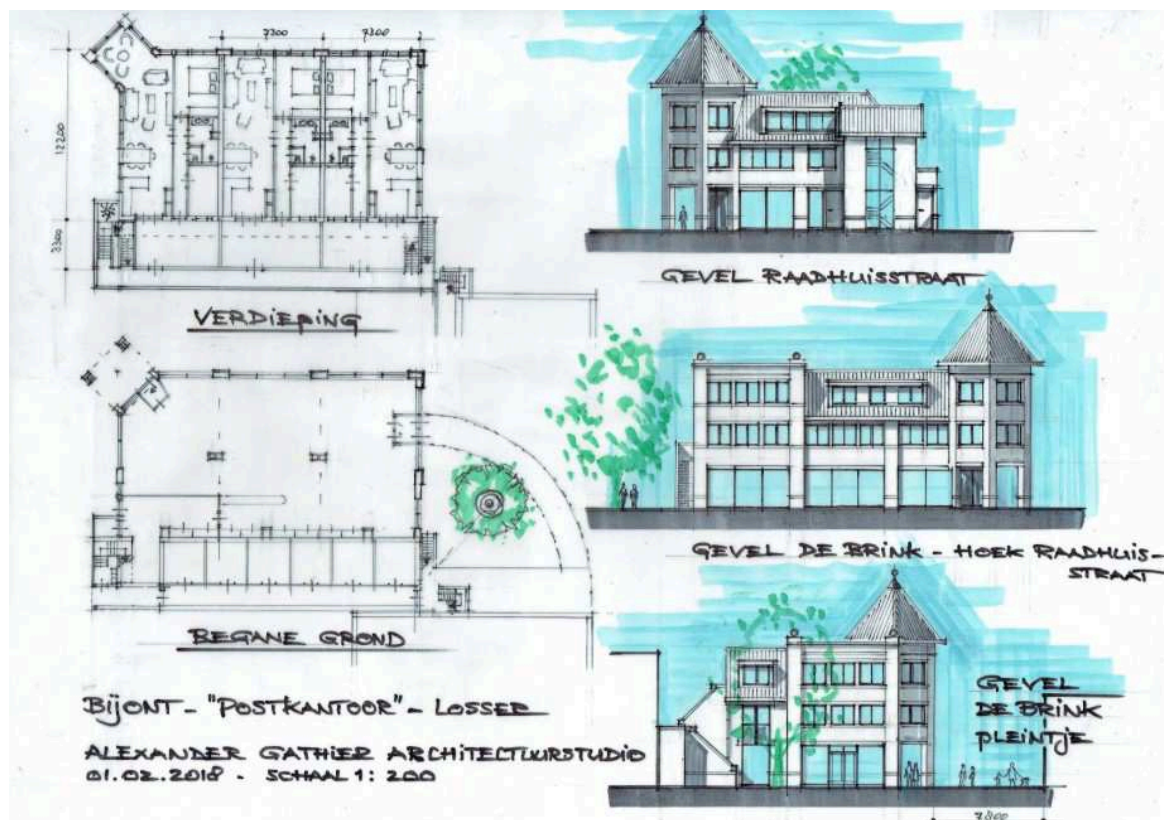 7300
7300
12200
3300
VERDIEPING
BEGANE GROND
BIJONT - "POSTKANTOOR" - LOSSER
ALEXANDER GATHIER ARCHITECTUURSTUDIO
01.02.2018 - SCHAAL 1: 200
GEVEL RAADHUISSTRAAT
GEVEL DE BRINK - HOEK RAADHUIS-
STRAAT
GEVEL
DE BRINK
PLEINTJE